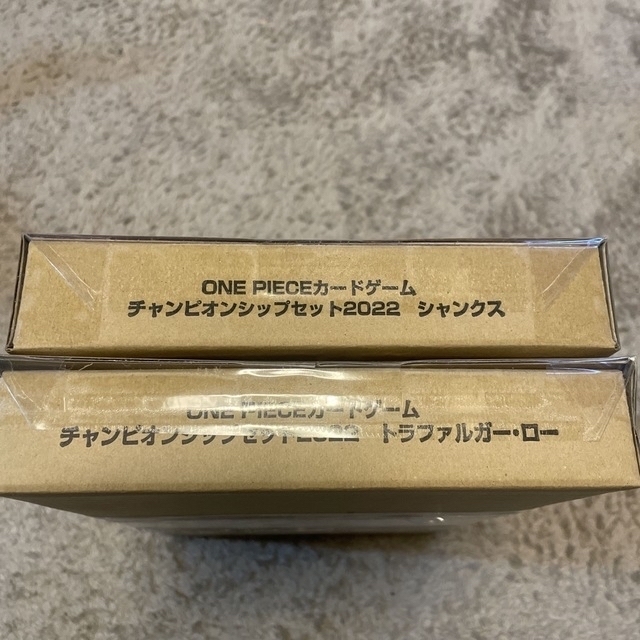 ONE PIECEカードゲーム
チャンピオンシップセット2022　シャンクス
ONE PIECEカードゲーム
チャンピオンシップセット2022　トラファルガー・ロー